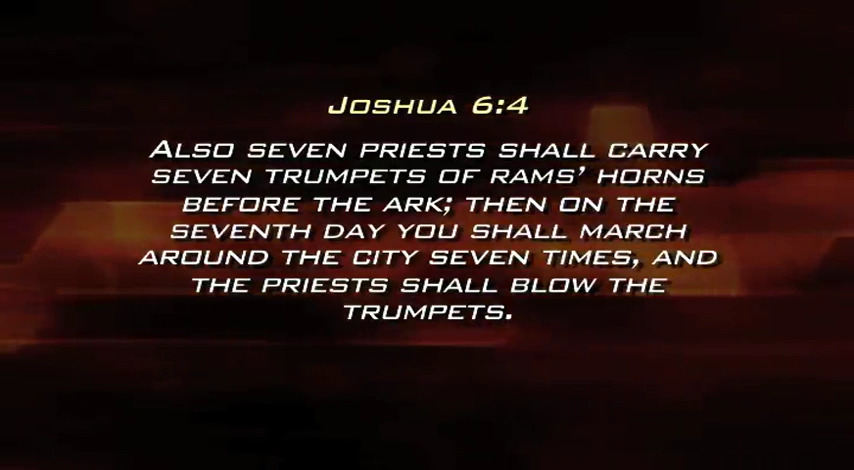 Joshua 6:4
Also seven priests shall carry
seven trumpets of rams’ horns
before the ark; then on the
seventh day you shall march
around the city seven times, and
the priests shall blow the
trumpets.